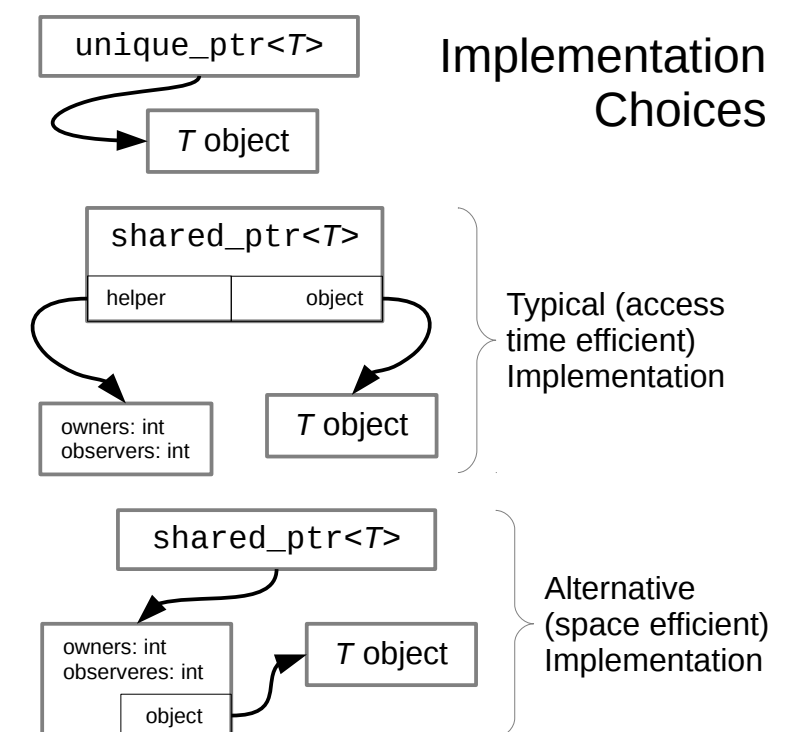 unique_ptr<T>
Implementation
Choices
T object
shared_ptr<T>
helper
object
Typical (access
time efficient)
Implementation
owners: int
observers: int
T object
shared_ptr<T>
Alternative
(space efficient)
Implementation
owners: int
observeres: int
T object
object